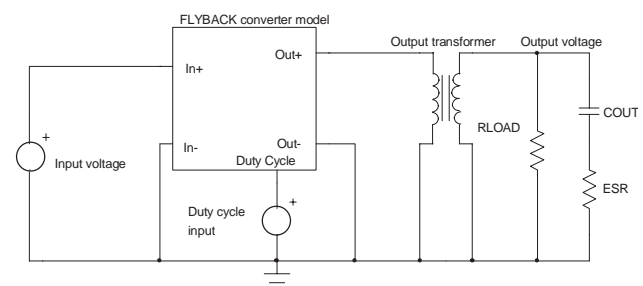 FLYBACK converter model
Output transformer
Output voltage
In+
Out+
COUT
RLOAD
+
In-
Out-
Input voltage
Duty Cycle
ESR
+
Duty cycle
input